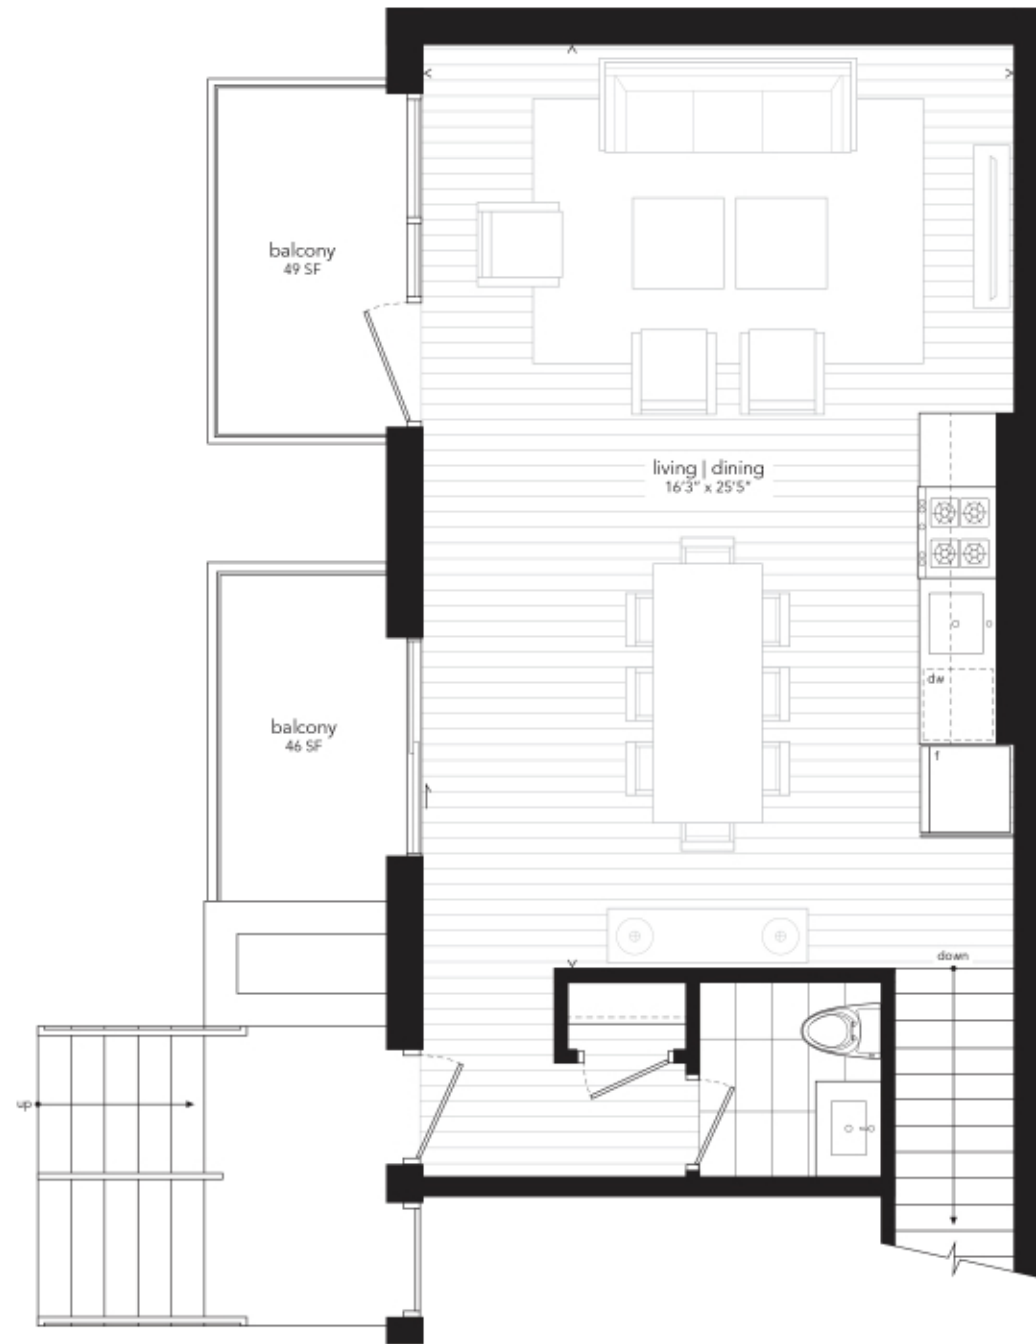 balcony
49 SF
living | dining
16'3" x 25'5"
dw
f
balcony
46 SF
down
up